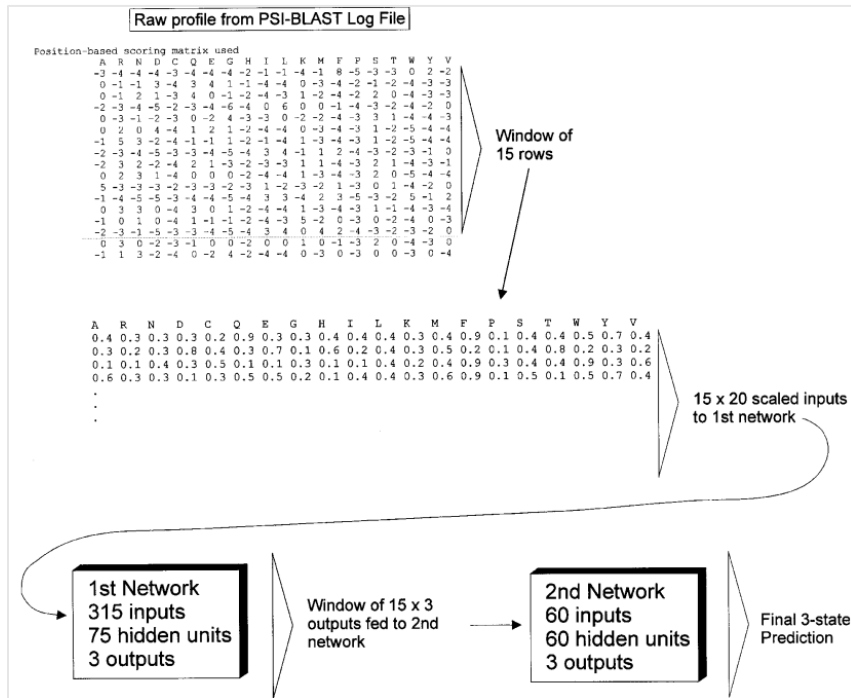 Raw profile from PSI-BLAST Log File
Position-based scoring matrix used
A R N D C Q E G H I L K M F P S T W Y V
-3 -4 -4 -4 -3 -4 -4 -4 -2 -1 -1 -4 -1 8 -5 -3 -3 0 2 -2
0 -1 -1 3 -4 3 4 1 -1 -4 -4 0 -3 -4 -2 -1 -2 -4 -3 -3
0 -1 2 1 -3 4 0 -1 -2 -4 -3 1 -2 -4 -2 2 0 -4 -3 -3
-2 -3 -4 -5 -2 -3 -4 -6 -4 0 6 0 0 -1 -4 -3 -2 -4 -2 0
0 -3 -1 -2 -3 0 -2 4 -3 -3 0 -2 -2 -4 -3 3 1 -4 -4 -3
0 2 0 4 -4 1 2 1 -2 -4 -4 0 -3 -4 -3 1 -2 -5 -4 -4
-1 5 3 -2 -4 -1 -1 1 -2 -4 -4 1 -3 -4 -3 1 -2 -5 -4 -4
-2 -3 -4 -5 -3 -3 -4 -5 -4 3 4 -1 1 2 -4 -3 -2 -3 -1 0
-2 3 2 -2 -4 2 1 -3 -2 -3 -3 1 1 -4 -3 2 1 -4 -3 -1
0 2 3 1 -4 0 0 0 -2 -4 -4 1 -3 -4 -3 2 0 -5 -4 -4
5 -3 -3 -3 -2 -3 -3 -2 -3 1 -2 -3 -2 1 -3 0 1 -4 -2 0
-1 -4 -5 -5 -3 -4 -4 -5 -4 3 3 -4 2 3 -5 -3 -2 5 -1 2
0 3 3 0 -4 3 0 1 -2 -4 -4 1 -3 -4 -3 1 -1 -4 -3 -4
-1 0 1 0 -4 1 -1 -1 -2 -4 -3 5 -2 0 -3 0 -2 -4 0 -3
-2 -3 -1 -5 -3 -3 -4 -5 -4 3 4 0 4 2 -4 -3 -2 -3 -2 0
0 3 0 -2 -3 -1 0 0 -2 0 0 1 0 -1 -3 2 0 -4 -3 0
-1 1 3 -2 -4 0 -2 4 -2 -4 -4 0 -3 0 -3 0 0 -3 0 -4
Window of
15 rows
A R N D C Q E G H I L K M F P S T W Y V
0.4 0.3 0.3 0.3 0.2 0.9 0.3 0.3 0.4 0.4 0.4 0.3 0.4 0.9 0.1 0.4 0.4 0.5 0.7 0.4
0.3 0.2 0.3 0.8 0.4 0.3 0.7 0.1 0.6 0.2 0.4 0.3 0.5 0.2 0.1 0.4 0.8 0.2 0.3 0.2
0.1 0.1 0.4 0.3 0.5 0.1 0.1 0.3 0.1 0.1 0.4 0.2 0.4 0.9 0.3 0.4 0.4 0.9 0.3 0.6
0.6 0.3 0.3 0.1 0.3 0.5 0.5 0.2 0.1 0.4 0.4 0.3 0.6 0.9 0.1 0.5 0.1 0.5 0.7 0.4
.
.
.
15 x 20 scaled inputs
to 1st network
1st Network
315 inputs
75 hidden units
3 outputs
Window of 15 x 3
outputs fed to 2nd
network
2nd Network
60 inputs
60 hidden units
3 outputs
Final 3-state
Prediction